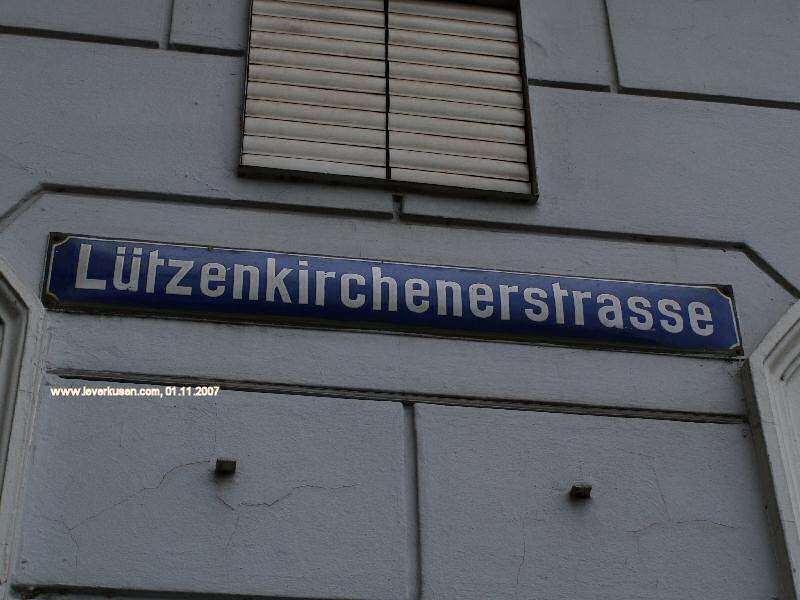 Lützenkirchenerstrasse
www.leverkusen.com, 01.11.2007